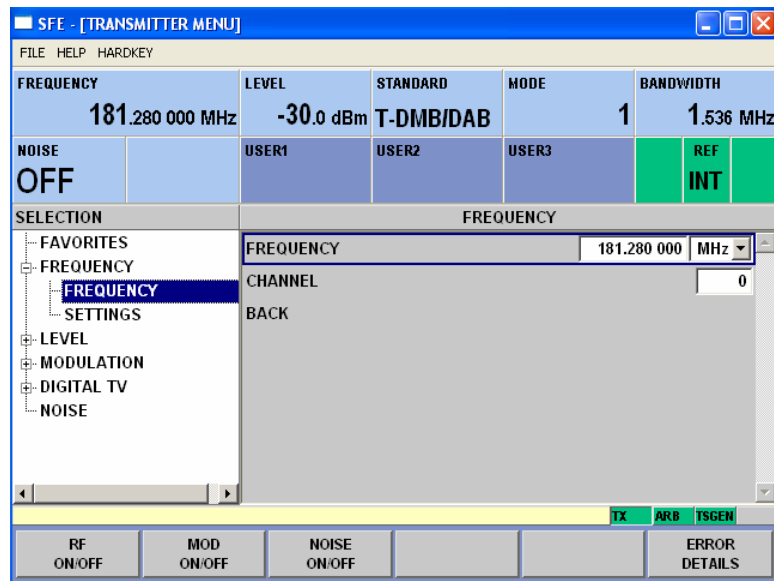 SFE - [TRANSMITTER MENU]
FILE HELP HARDKEY
FREQUENCY LEVEL STANDARD MODE BANDWIDTH
181.280 000 MHz -30.0 dBm T-DMB/DAB 1 1.536 MHz
NOISE USER1 USER2 USER3 REF
OFF INT
SELECTION FREQUENCY
FAVORITES
FREQUENCY
FREQUENCY
SETTINGS
LEVEL
MODULATION
DIGITAL TV
NOISE
FREQUENCY 181.280 000 MHz
CHANNEL 0
BACK
TX ARB TSGEN
RF ON/OFF
MOD ON/OFF
NOISE ON/OFF
ERROR DETAILS